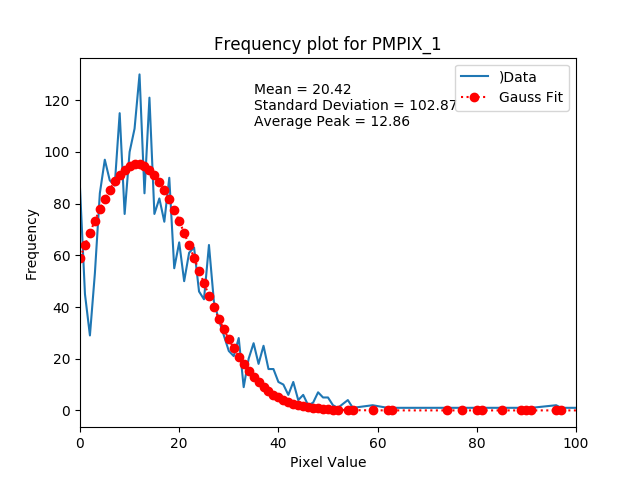 Frequency plot for PMPIX_1
Mean = 20.42
Standard Deviation = 102.87
Average Peak = 12.86
)Data
Gauss Fit
Frequency
120
100
80
60
40
20
0
0 20 40 60 80 100
Pixel Value